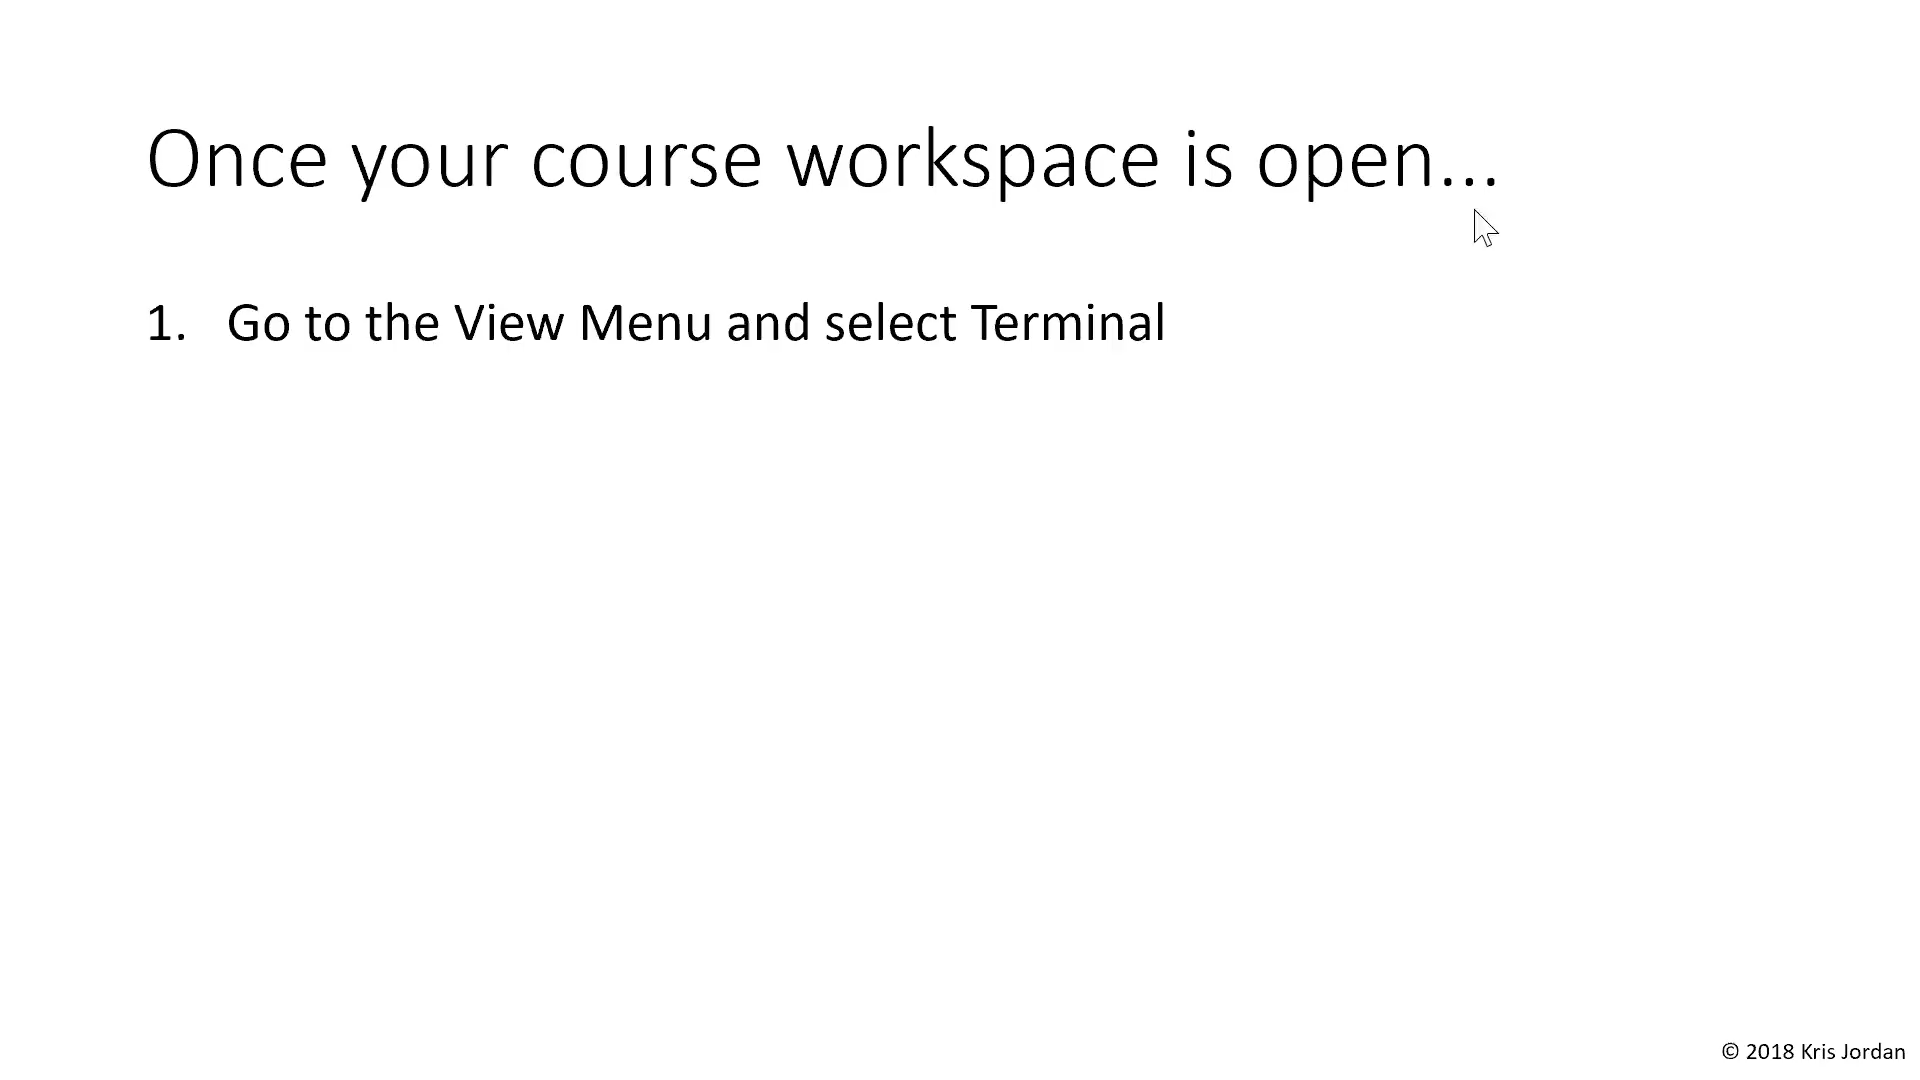 Once your course workspace is open...
1. Go to the View Menu and select Terminal
© 2018 Kris Jordan